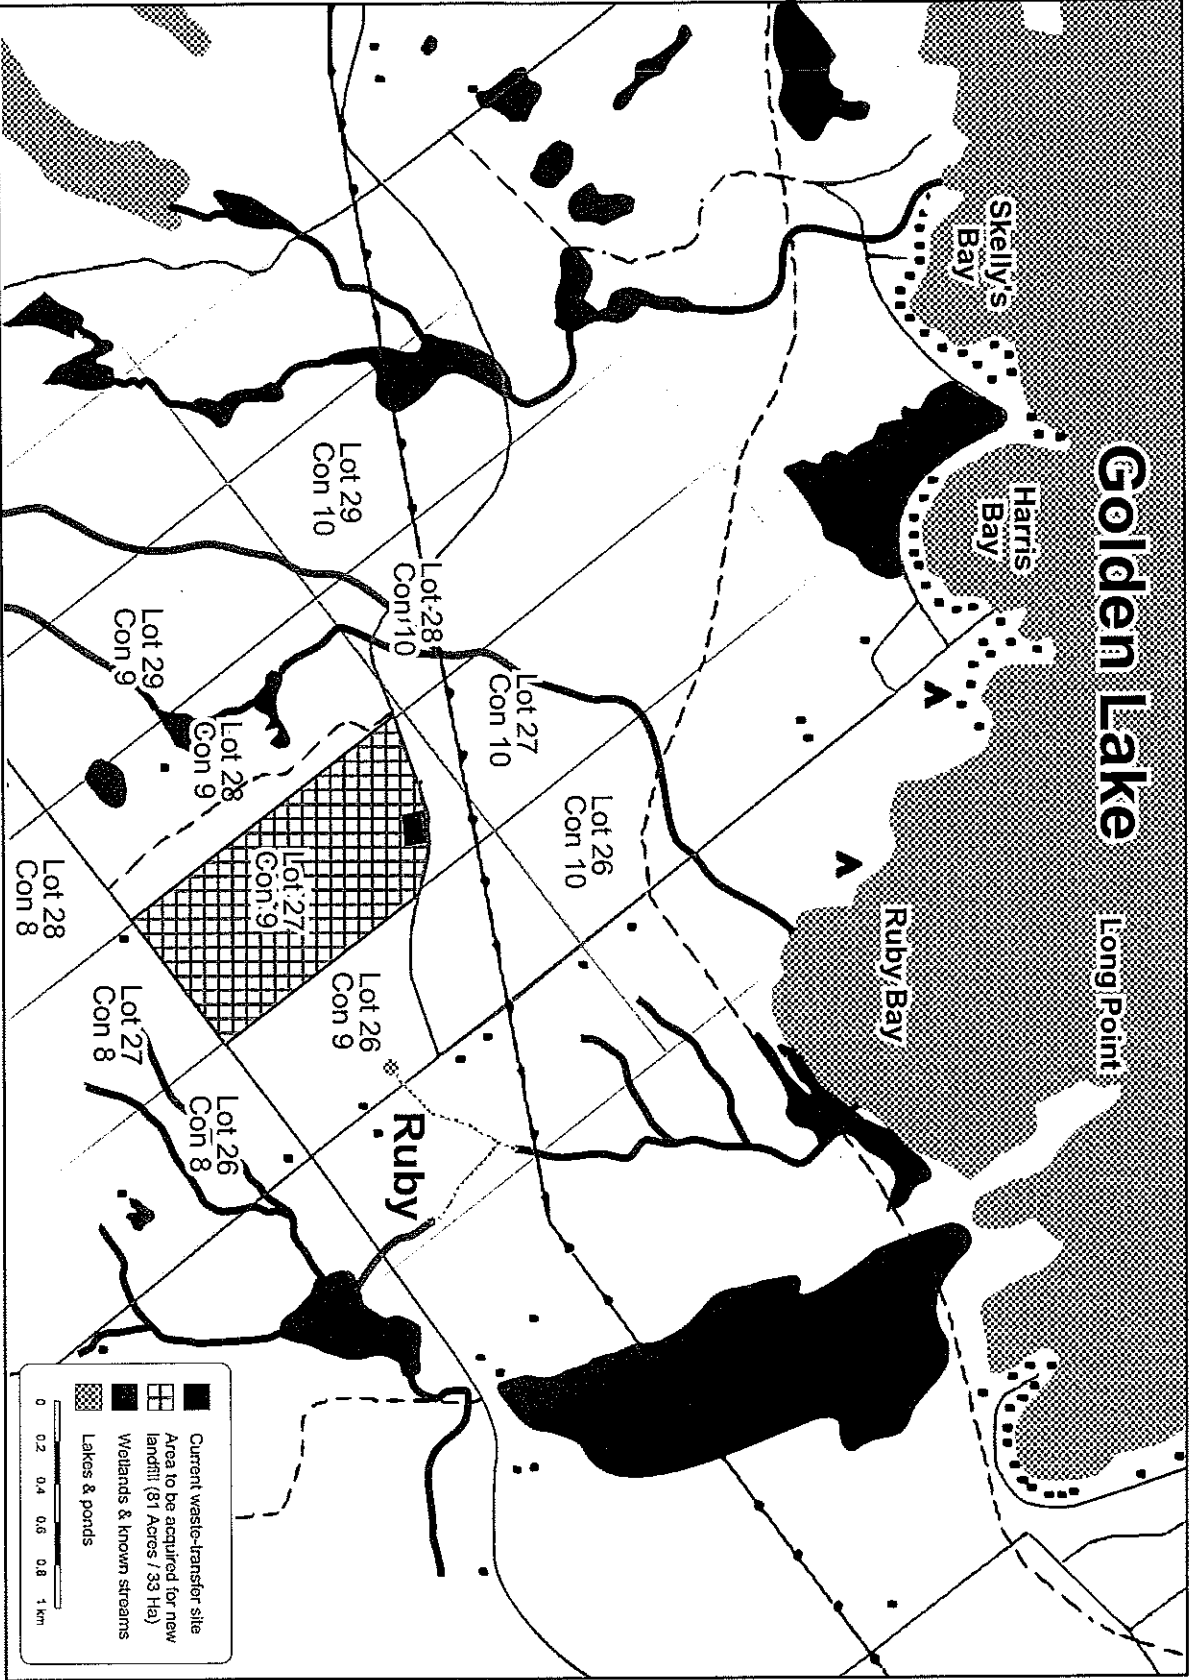 Golden Lake
Long Point
Skelly's
Bay
Harris
Bay
Ruby Bay
Lot 29
Con 10
Lot 28
Con 10
Lot 27
Con 10
Lot 26
Con 10
Lot 29
Con 9
Lot 28
Con 9
Lot 27
Con 9
Lot 26
Con 9
Ruby
Lot 28
Con 8
Lot 27
Con 8
Lot 26
Con 8
Current waste-transfer site
Area to be acquired for new
landfill (81 Acres / 33 Ha)
Wetlands & known streams
Lakes & ponds
0 0.2 0.4 0.6 0.8 1 km